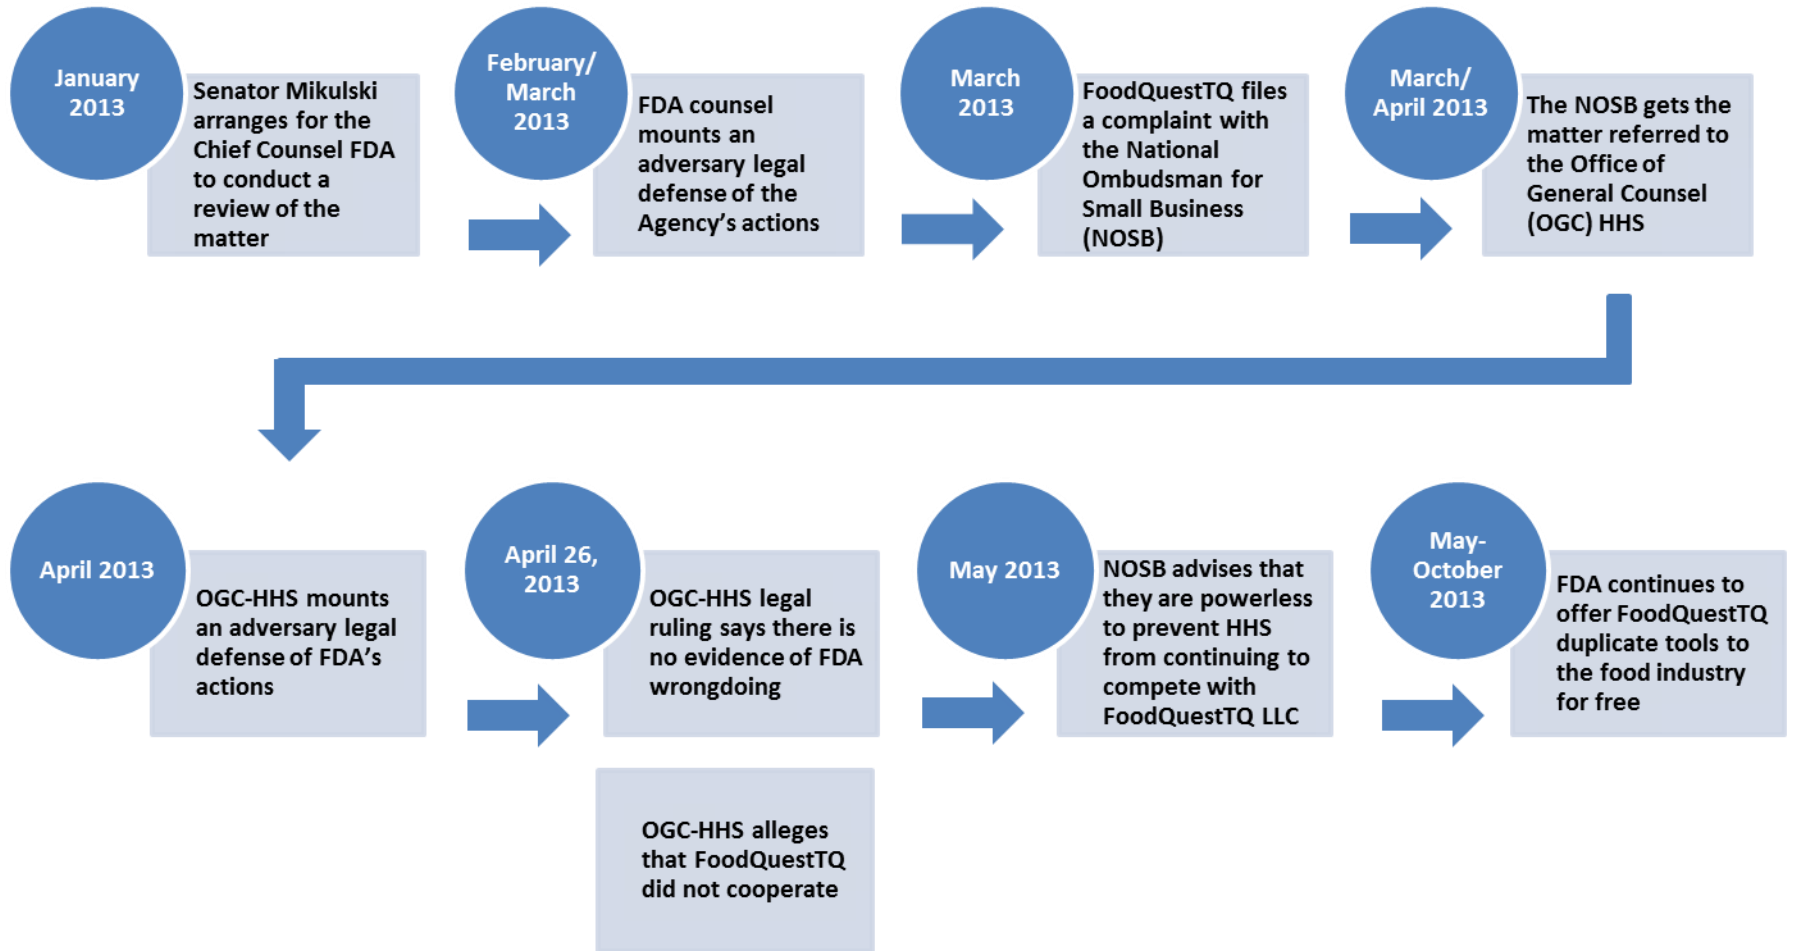 January
2013
Senator Mikulski
arranges for the
Chief Counsel FDA
to conduct a
review of the
matter
February/
March
2013
FDA counsel
mounts an
adversary legal
defense of the
Agency’s actions
March
2013
FoodQuestTQ files
a complaint with
the National
Ombudsman for
Small Business
(NOSB)
March/
April 2013
The NOSB gets the
matter referred to
the Office of
General Counsel
(OGC) HHS
April 2013
OGC-HHS mounts
an adversary legal
defense of FDA’s
actions
April 26,
2013
OGC-HHS legal
ruling says there is
no evidence of FDA
wrongdoing
OGC-HHS alleges
that FoodQuestTQ
did not cooperate
May 2013
NOSB advises that
they are powerless
to prevent HHS
from continuing to
compete with
FoodQuestTQ LLC
May-
October
2013
FDA continues to
offer FoodQuestTQ
duplicate tools to
the food industry
for free